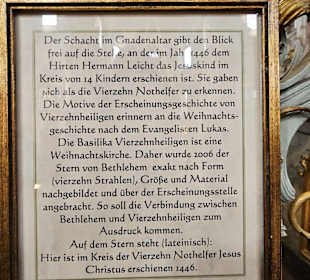 Der Schacht im Gnadenaltar gibt den Blick
frei auf die Stelle, an der im Jahr 1446 dem
Hirten Hermann Leicht das Jesuskind im
Kreis von 14 Kindern erschienen ist. Sie gaben
sich als die Vierzehn Nothelfer zu erkennen.
Die Motive der Erscheinungsgeschichte von
Vierzehnheiligen erinnern an die Weihnachts-
geschichte nach dem Evangelisten Lukas.
Die Basilika Vierzehnheiligen ist eine
Weihnachtskirche. Daher wurde 2006 der
Stern von Bethlehem exakt nach Form
(vierzehn Strahlen), Größe und Material
nachgebildet und über der Erscheinungsstelle
angebracht. So soll die Verbindung zwischen
Bethlehem und Vierzehnheiligen zum
Ausdruck kommen.
Auf dem Stern steht (lateinisch):
Hier ist im Kreis der Vierzehn Nothelfer Jesus
Christus erschienen 1446.